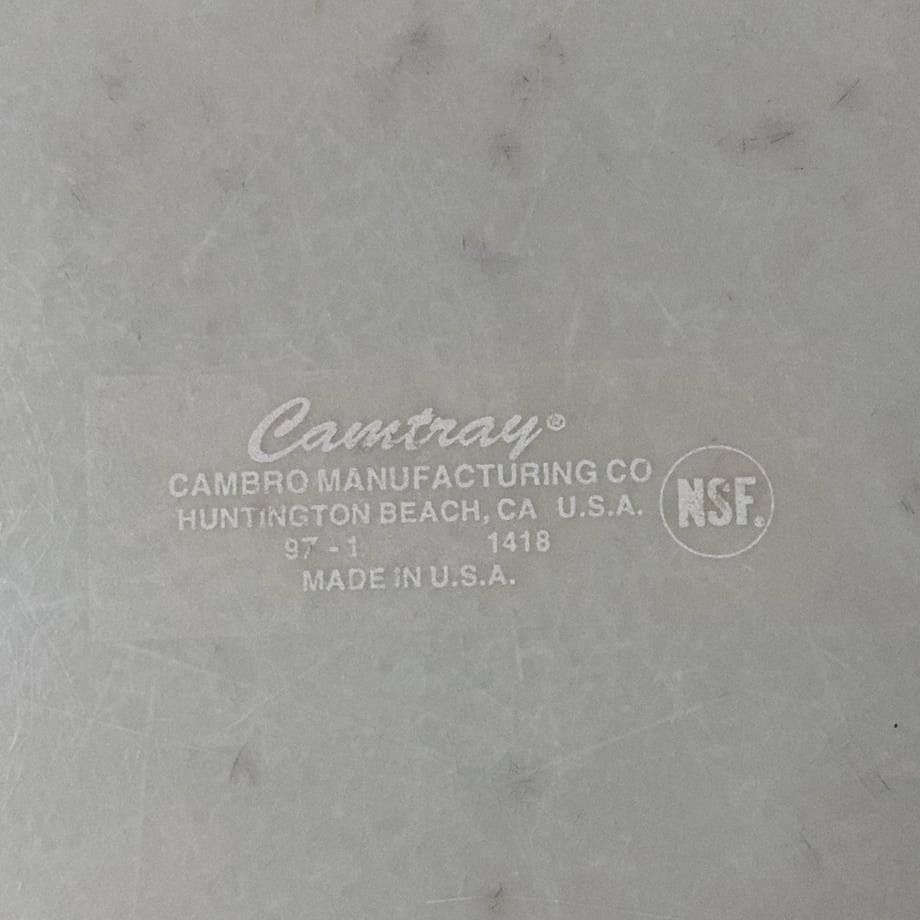 Camtray®
CAMBRO MANUFACTURING CO
HUNTINGTON BEACH, CA U.S.A.
97 - 1 1418
MADE IN U.S.A.
NSF.